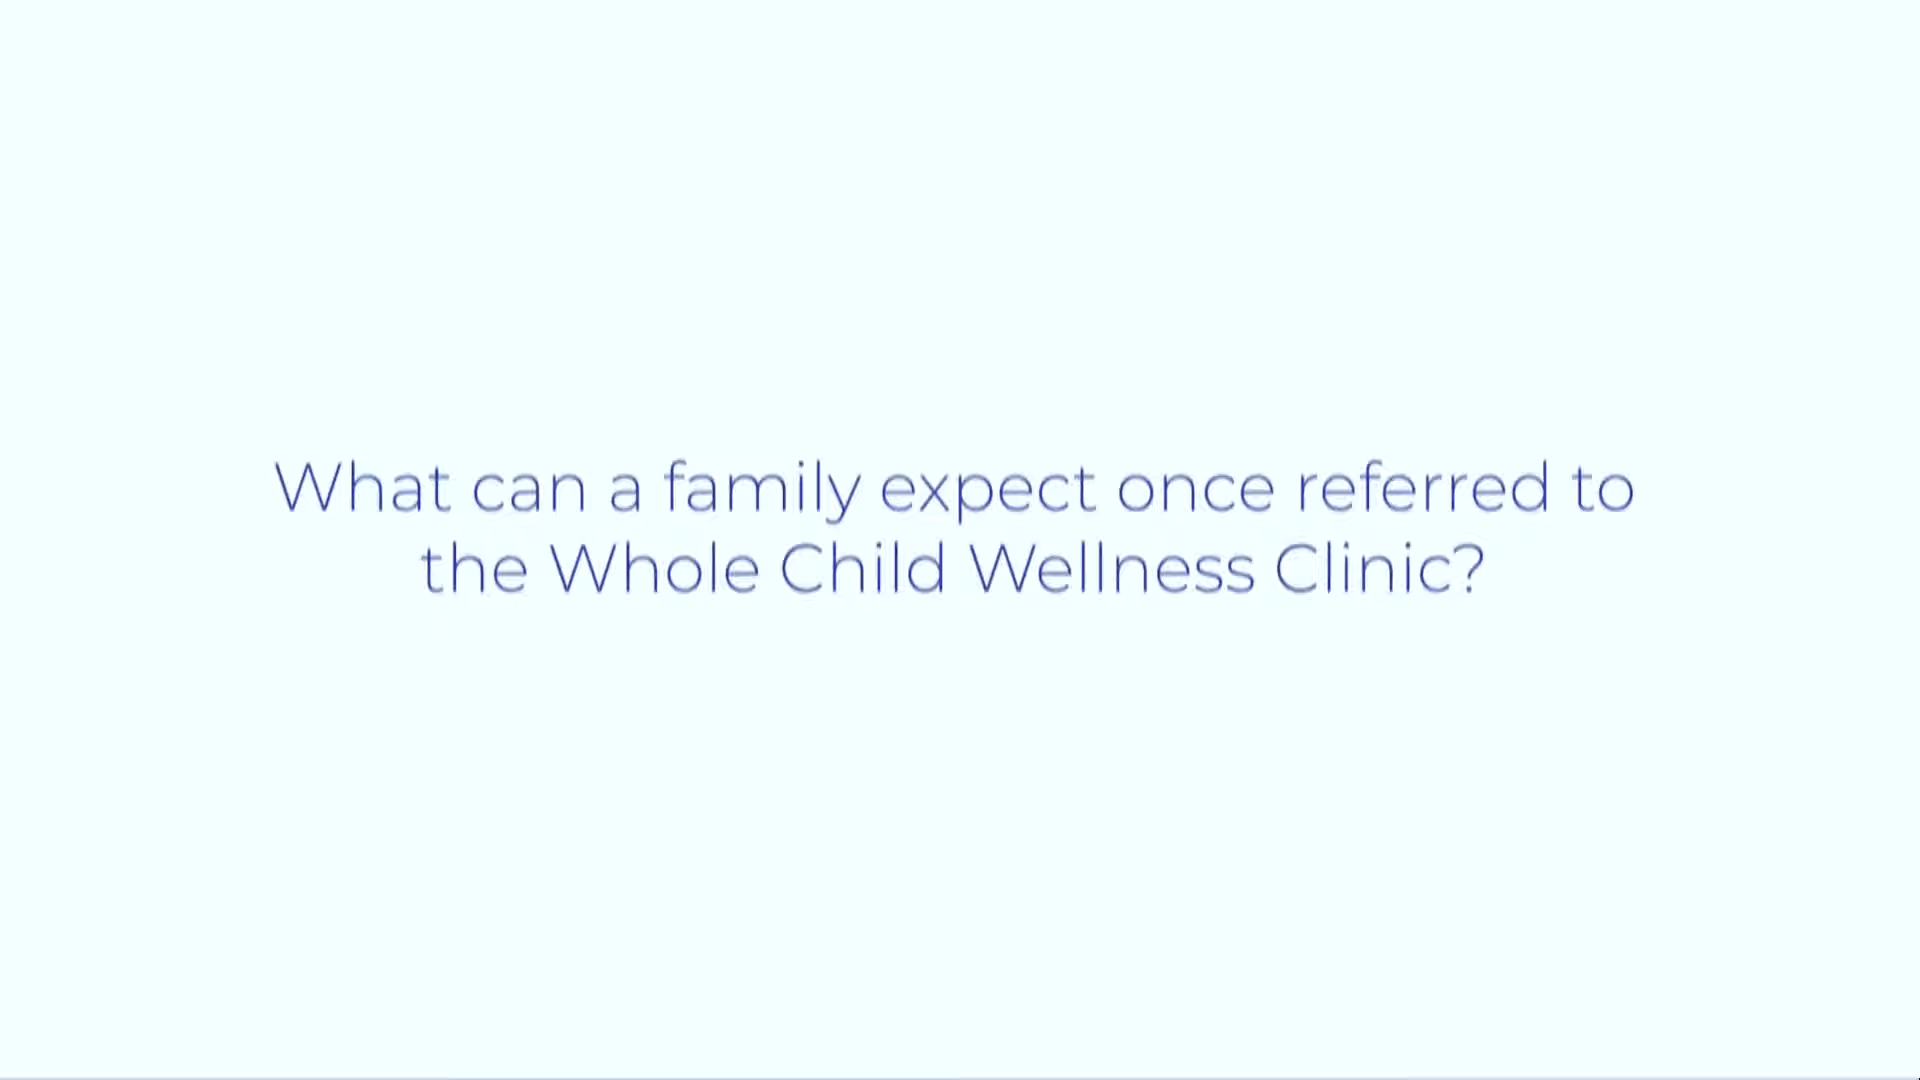 What can a family expect once referred to
the Whole Child Wellness Clinic?